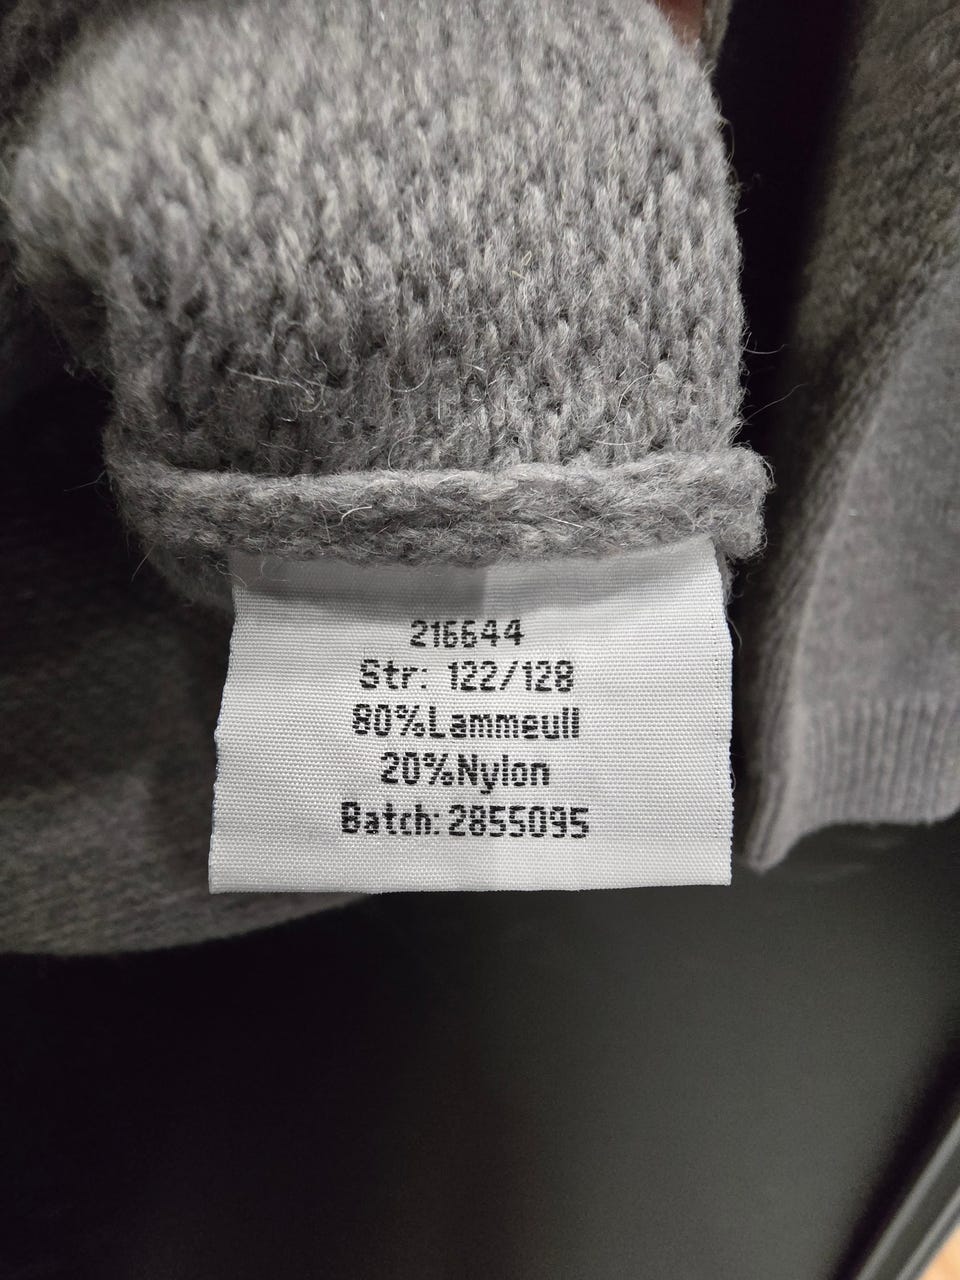 216644
Str: 122/128
80%Lammeull
20%Nylon
Batch: 2855095